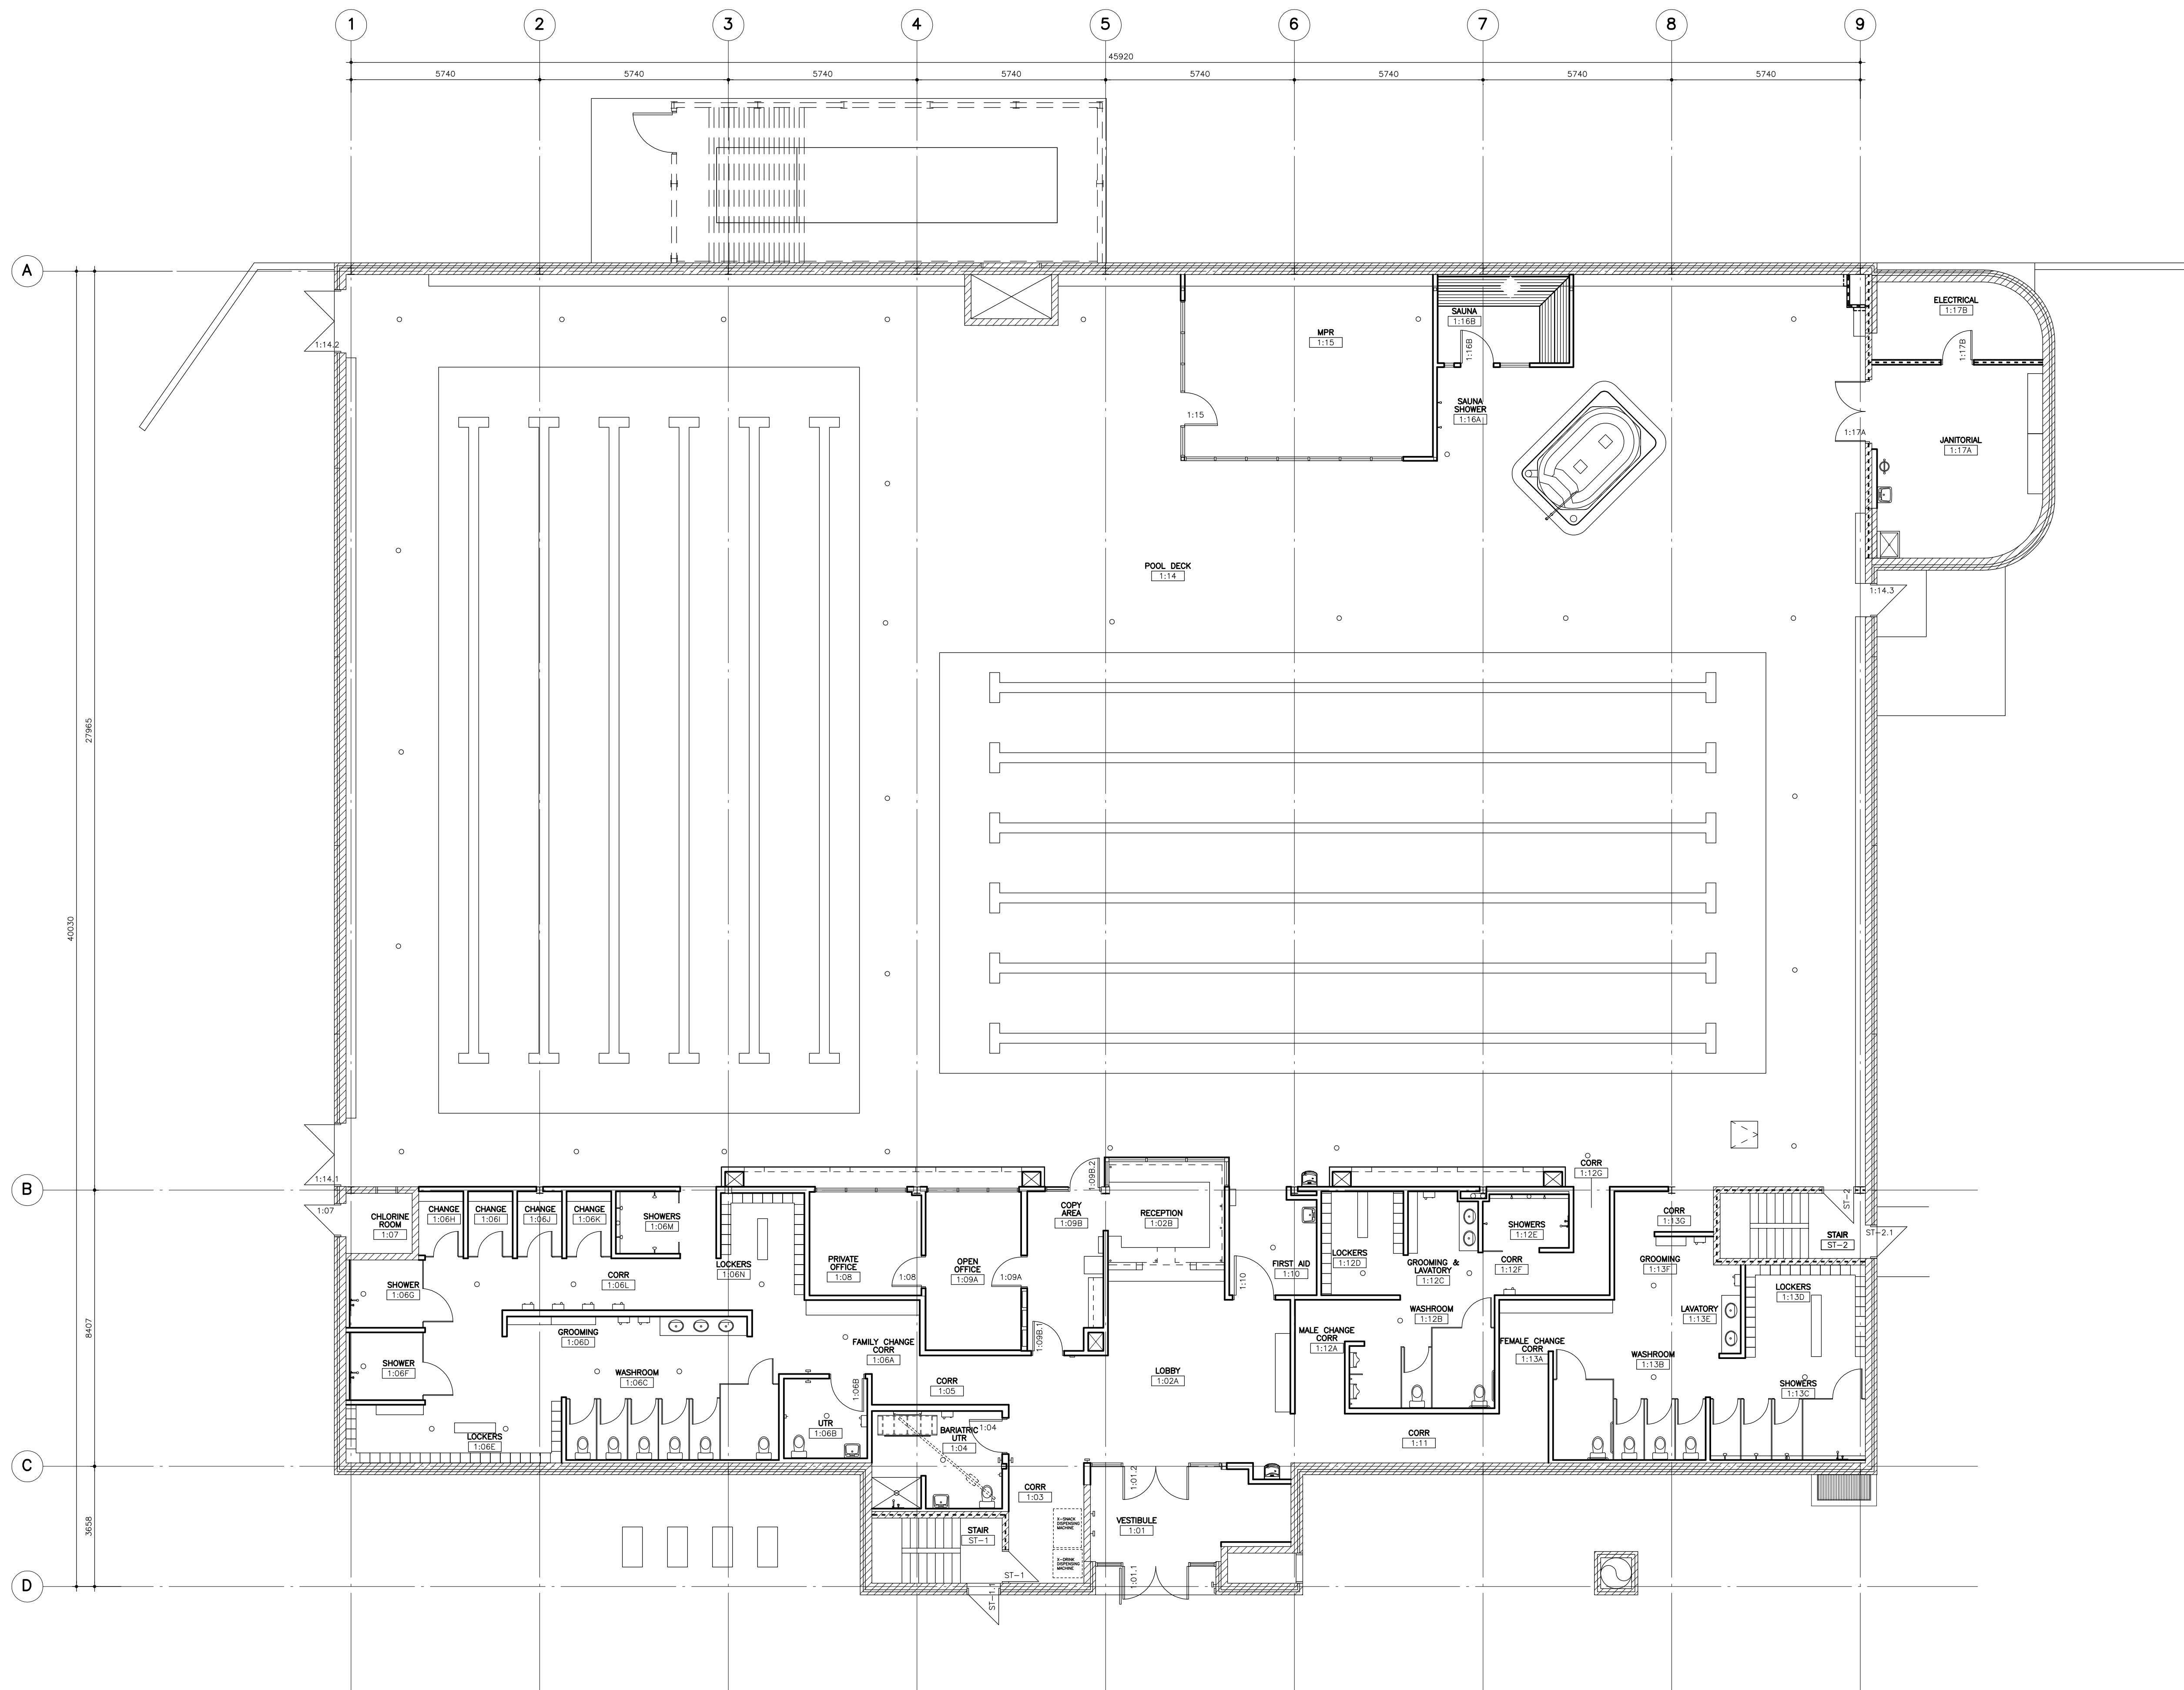 1 2 3 4 5 6 7 8 9
45920
5740 5740 5740 5740 5740 5740 5740 5740
A
B
C
D
40030
27965
8407
3658
1:14.2
MPR
1:15
1:15
SAUNA
1:16B
1:16B
SAUNA
SHOWER
1:16A
ELECTRICAL
1:17B
1:17B
1:17A
JANITORIAL
1:17A
POOL DECK
1:14
1:14.3
1:14.1
1:07
CHLORINE
ROOM
1:07
CHANGE
1:06H
CHANGE
1:06I
CHANGE
1:06J
CHANGE
1:06K
SHOWERS
1:06M
LOCKERS
1:06N
CORR
1:06L
SHOWER
1:06G
SHOWER
1:06F
GROOMING
1:06D
WASHROOM
1:06C
LOCKERS
1:06E
UTR
1:06B
1:06B
PRIVATE
OFFICE
1:08
1:08
OPEN
OFFICE
1:09A
1:09A
COPY
AREA
1:09B
1:09B.2
1:09B.1
FAMILY CHANGE
CORR
1:06A
CORR
1:05
BARIATRIC
UTR
1:04
1:04
CORR
1:03
X-SNACK
DISPENSING
MACHINE
X-DRINK
DISPENSING
MACHINE
STAIR
ST-1
ST-1
ST-1.1
RECEPTION
1:02B
LOBBY
1:02A
VESTIBULE
1:01
1:01.2
1:01.1
FIRST AID
1:10
1:10
MALE CHANGE
CORR
1:12A
LOCKERS
1:12D
GROOMING &
LAVATORY
1:12C
WASHROOM
1:12B
SHOWERS
1:12E
CORR
1:12F
CORR
1:12G
CORR
1:11
FEMALE CHANGE
CORR
1:13A
CORR
1:13G
GROOMING
1:13F
LAVATORY
1:13E
LOCKERS
1:13D
WASHROOM
1:13B
SHOWERS
1:13C
STAIR
ST-2
ST-2
ST-2.1